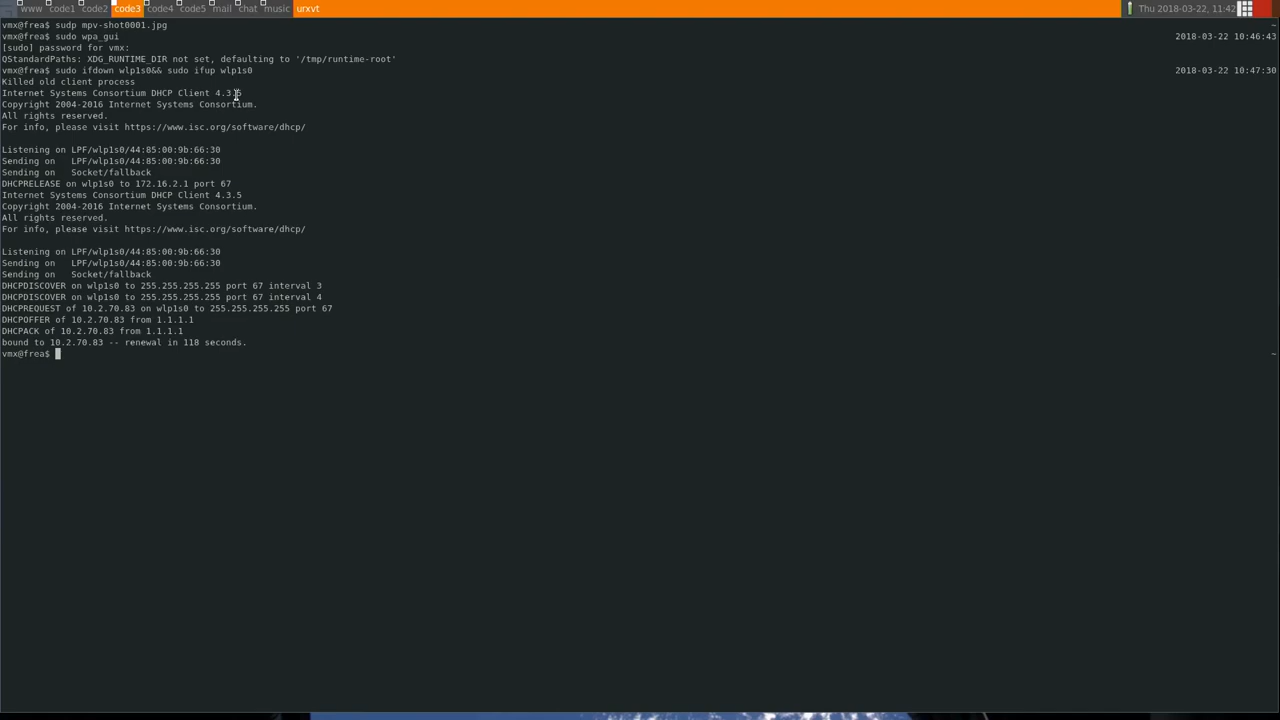 www code1 code2 code3 code4 code5 mail chat music urxvt Thu 2018-03-22, 11:42
vmx@frea$ sudp mpv-shot0001.jpg
vmx@frea$ sudo wpa_gui 2018-03-22 10:46:43
[sudo] password for vmx:
QStandardPaths: XDG_RUNTIME_DIR not set, defaulting to '/tmp/runtime-root'
vmx@frea$ sudo ifdown wlp1s0&& sudo ifup wlp1s0 2018-03-22 10:47:30
Killed old client process
Internet Systems Consortium DHCP Client 4.3.5
Copyright 2004-2016 Internet Systems Consortium.
All rights reserved.
For info, please visit https://www.isc.org/software/dhcp/
Listening on LPF/wlp1s0/44:85:00:9b:66:30
Sending on   LPF/wlp1s0/44:85:00:9b:66:30
Sending on   Socket/fallback
DHCPRELEASE on wlp1s0 to 172.16.2.1 port 67
Internet Systems Consortium DHCP Client 4.3.5
Copyright 2004-2016 Internet Systems Consortium.
All rights reserved.
For info, please visit https://www.isc.org/software/dhcp/
Listening on LPF/wlp1s0/44:85:00:9b:66:30
Sending on   LPF/wlp1s0/44:85:00:9b:66:30
Sending on   Socket/fallback
DHCPDISCOVER on wlp1s0 to 255.255.255.255 port 67 interval 3
DHCPDISCOVER on wlp1s0 to 255.255.255.255 port 67 interval 4
DHCPREQUEST of 10.2.70.83 on wlp1s0 to 255.255.255.255 port 67
DHCPOFFER of 10.2.70.83 from 1.1.1.1
DHCPACK of 10.2.70.83 from 1.1.1.1
bound to 10.2.70.83 -- renewal in 118 seconds.
vmx@frea$ ~